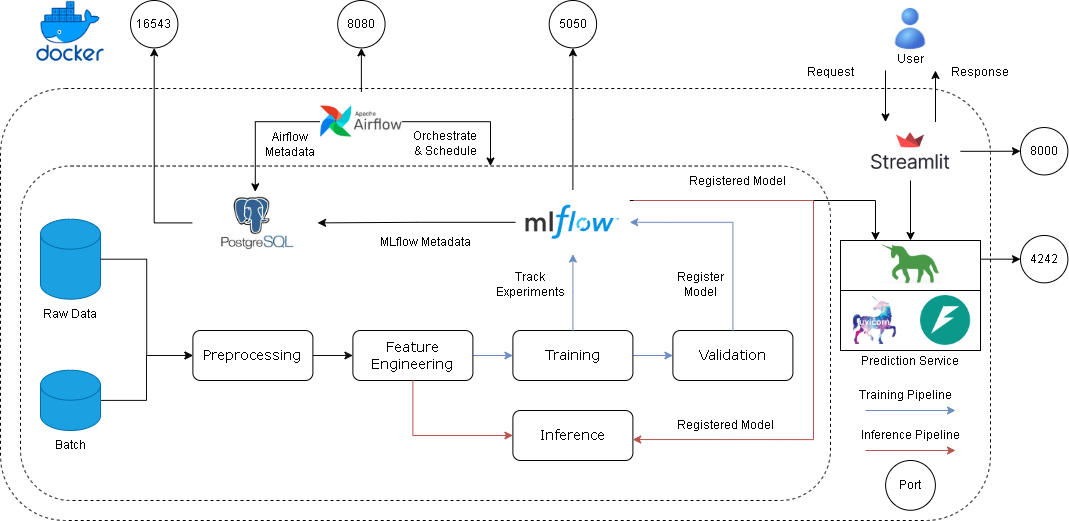 docker
16543
8080
5050
User
Request
Response
Apache
Airflow
Airflow
Metadata
Orchestrate
& Schedule
Streamlit
8000
Registered Model
PostgreSQL
MLflow Metadata
mlflow™
4242
Track
Experiments
Register
Model
Raw Data
uvicorn
Preprocessing
Feature
Engineering
Training
Validation
Prediction Service
Training Pipeline
Batch
Inference
Registered Model
Inference Pipeline
Port